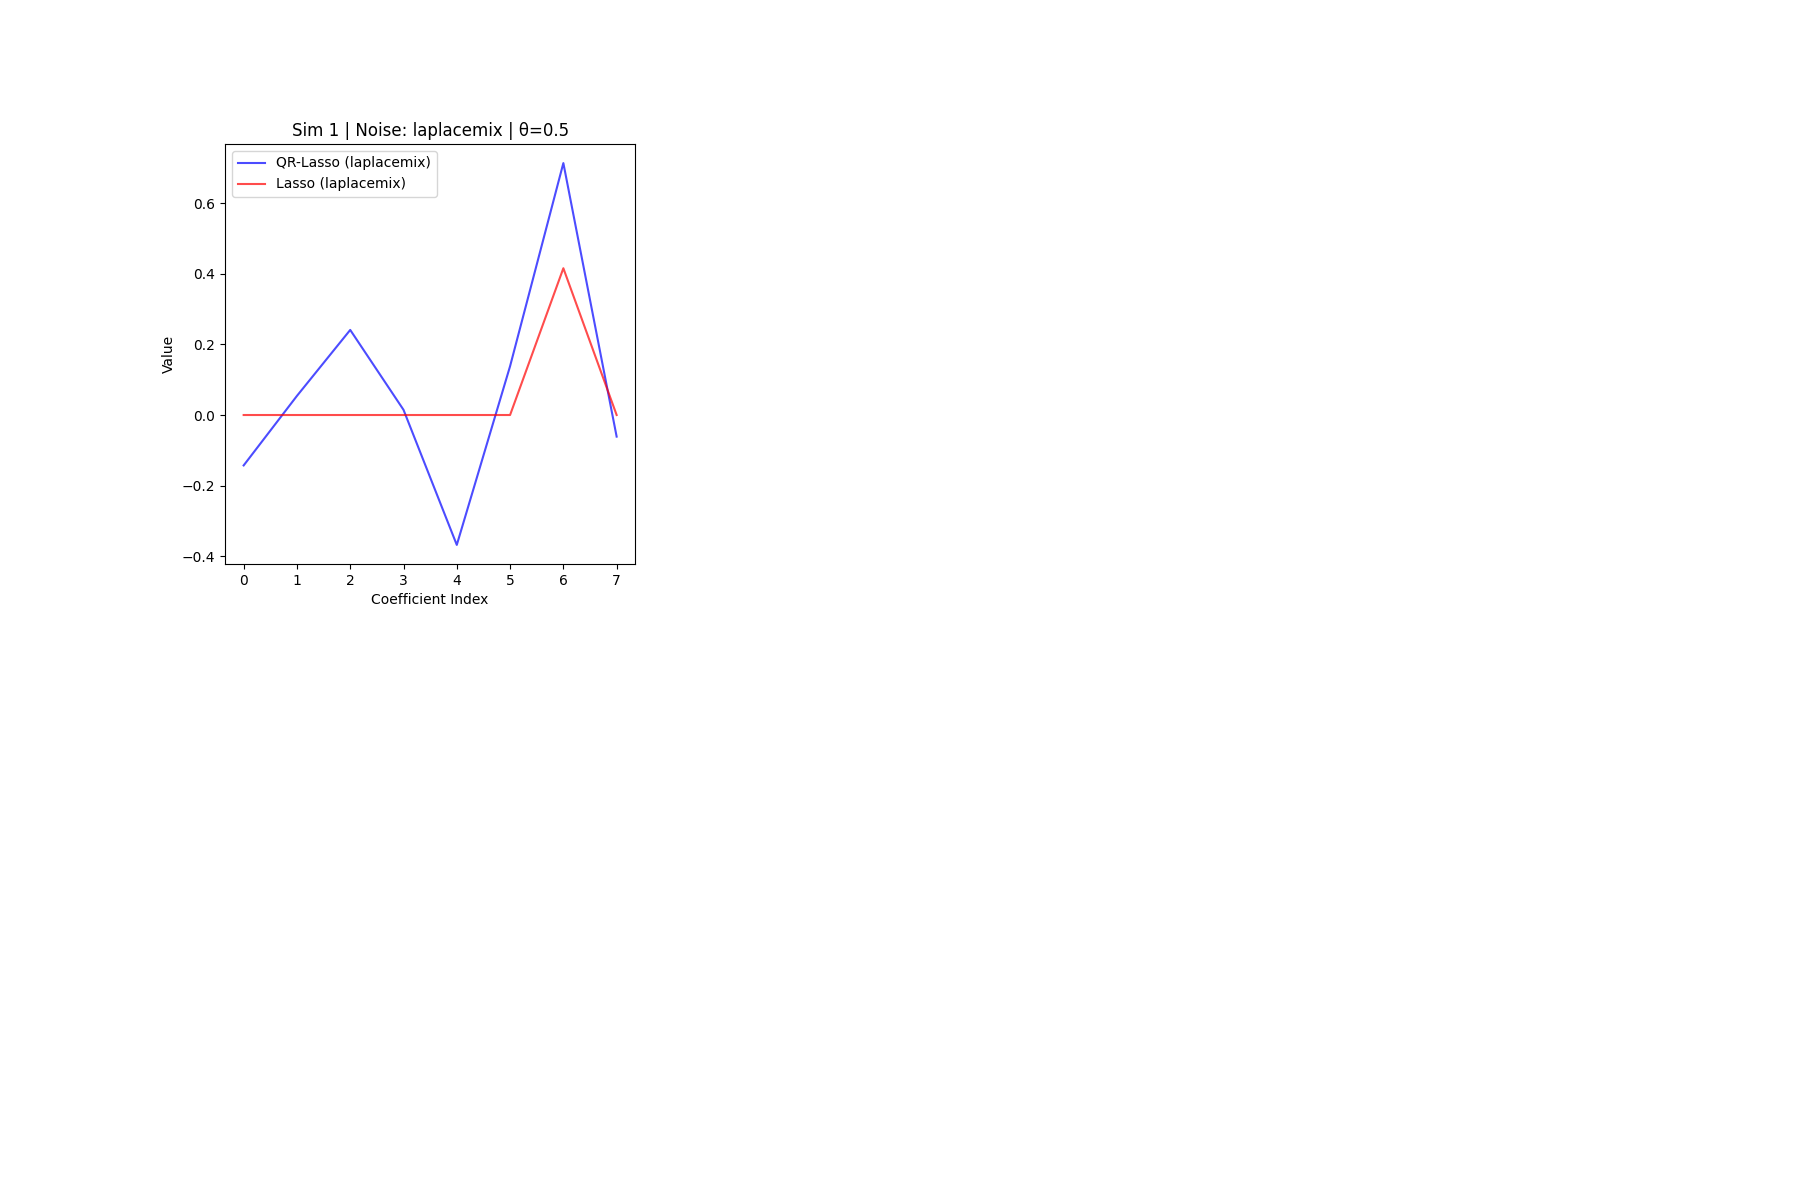 Sim 1 | Noise: laplacemix | θ=0.5
QR-Lasso (laplacemix)
Lasso (laplacemix)
Value
0.6
0.4
0.2
0.0
−0.2
−0.4
0 1 2 3 4 5 6 7
Coefficient Index